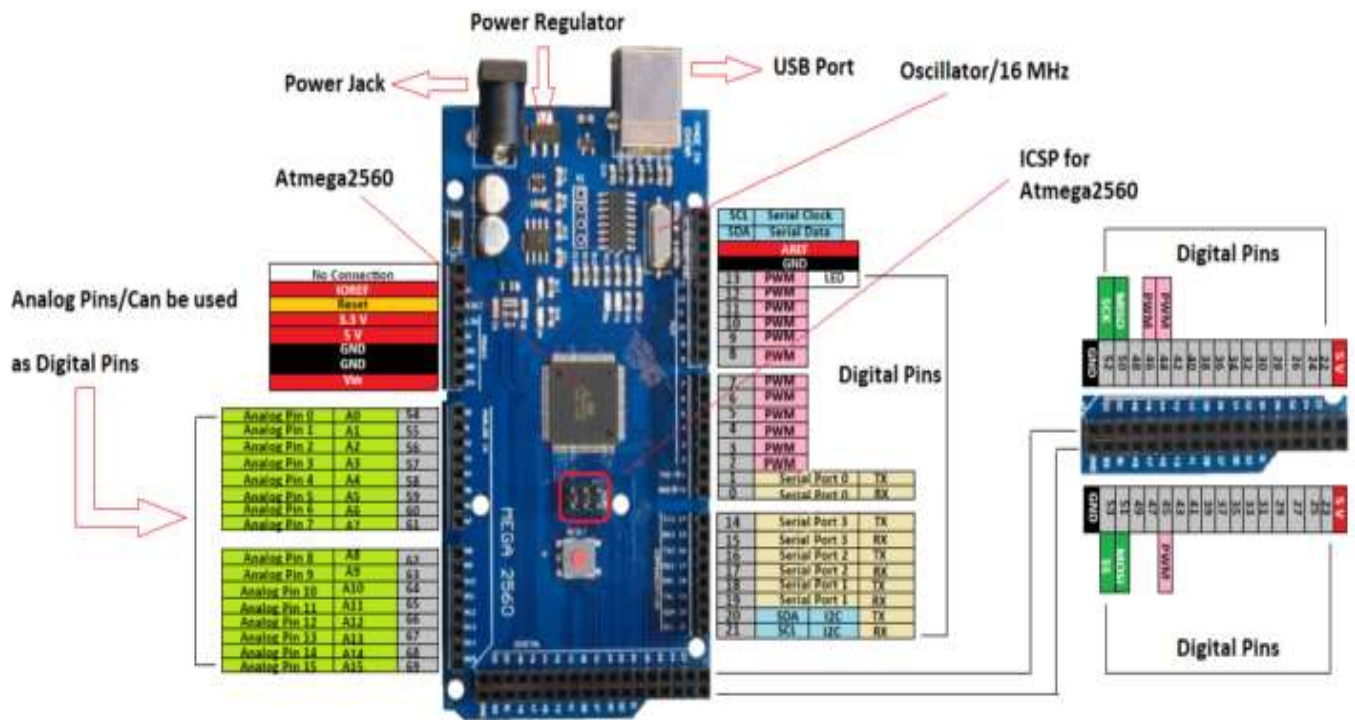 Power Regulator
Power Jack
USB Port
Oscillator/16 MHz
Atmega2560
ICSP for
Atmega2560
Analog Pins/Can be used
as Digital Pins
No Connection
IOREF
Reset
3.3 V
5 V
GND
GND
Vin
Analog Pin 0 A0 54
Analog Pin 1 A1 55
Analog Pin 2 A2 56
Analog Pin 3 A3 57
Analog Pin 4 A4 58
Analog Pin 5 A5 59
Analog Pin 6 A6 60
Analog Pin 7 A7 61
Analog Pin 8 A8 62
Analog Pin 9 A9 63
Analog Pin 10 A10 64
Analog Pin 11 A11 65
Analog Pin 12 A12 66
Analog Pin 13 A13 67
Analog Pin 14 A14 68
Analog Pin 15 A15 69
MEGA 2560
SCL Serial Clock
SDA Serial Data
AREF
GND
13 PWM LED
12 PWM
11 PWM
10 PWM
9 PWM
8 PWM
7 PWM
6 PWM
5 PWM
4 PWM
3 PWM
2 PWM
1 Serial Port 0 TX
0 Serial Port 0 RX
14 Serial Port 3 TX
15 Serial Port 3 RX
16 Serial Port 2 TX
17 Serial Port 2 RX
18 Serial Port 1 TX
19 Serial Port 1 RX
20 SDA I2C TX
21 SCL I2C RX
Digital Pins
Digital Pins
SCK MISO PWM PWM
GND 52 50 48 46 44 42 40 38 36 34 32 30 28 26 24 22 5 V
GND 53 51 49 47 45 43 41 39 37 35 33 31 29 27 25 23 5 V
SS MOSI PWM
Digital Pins